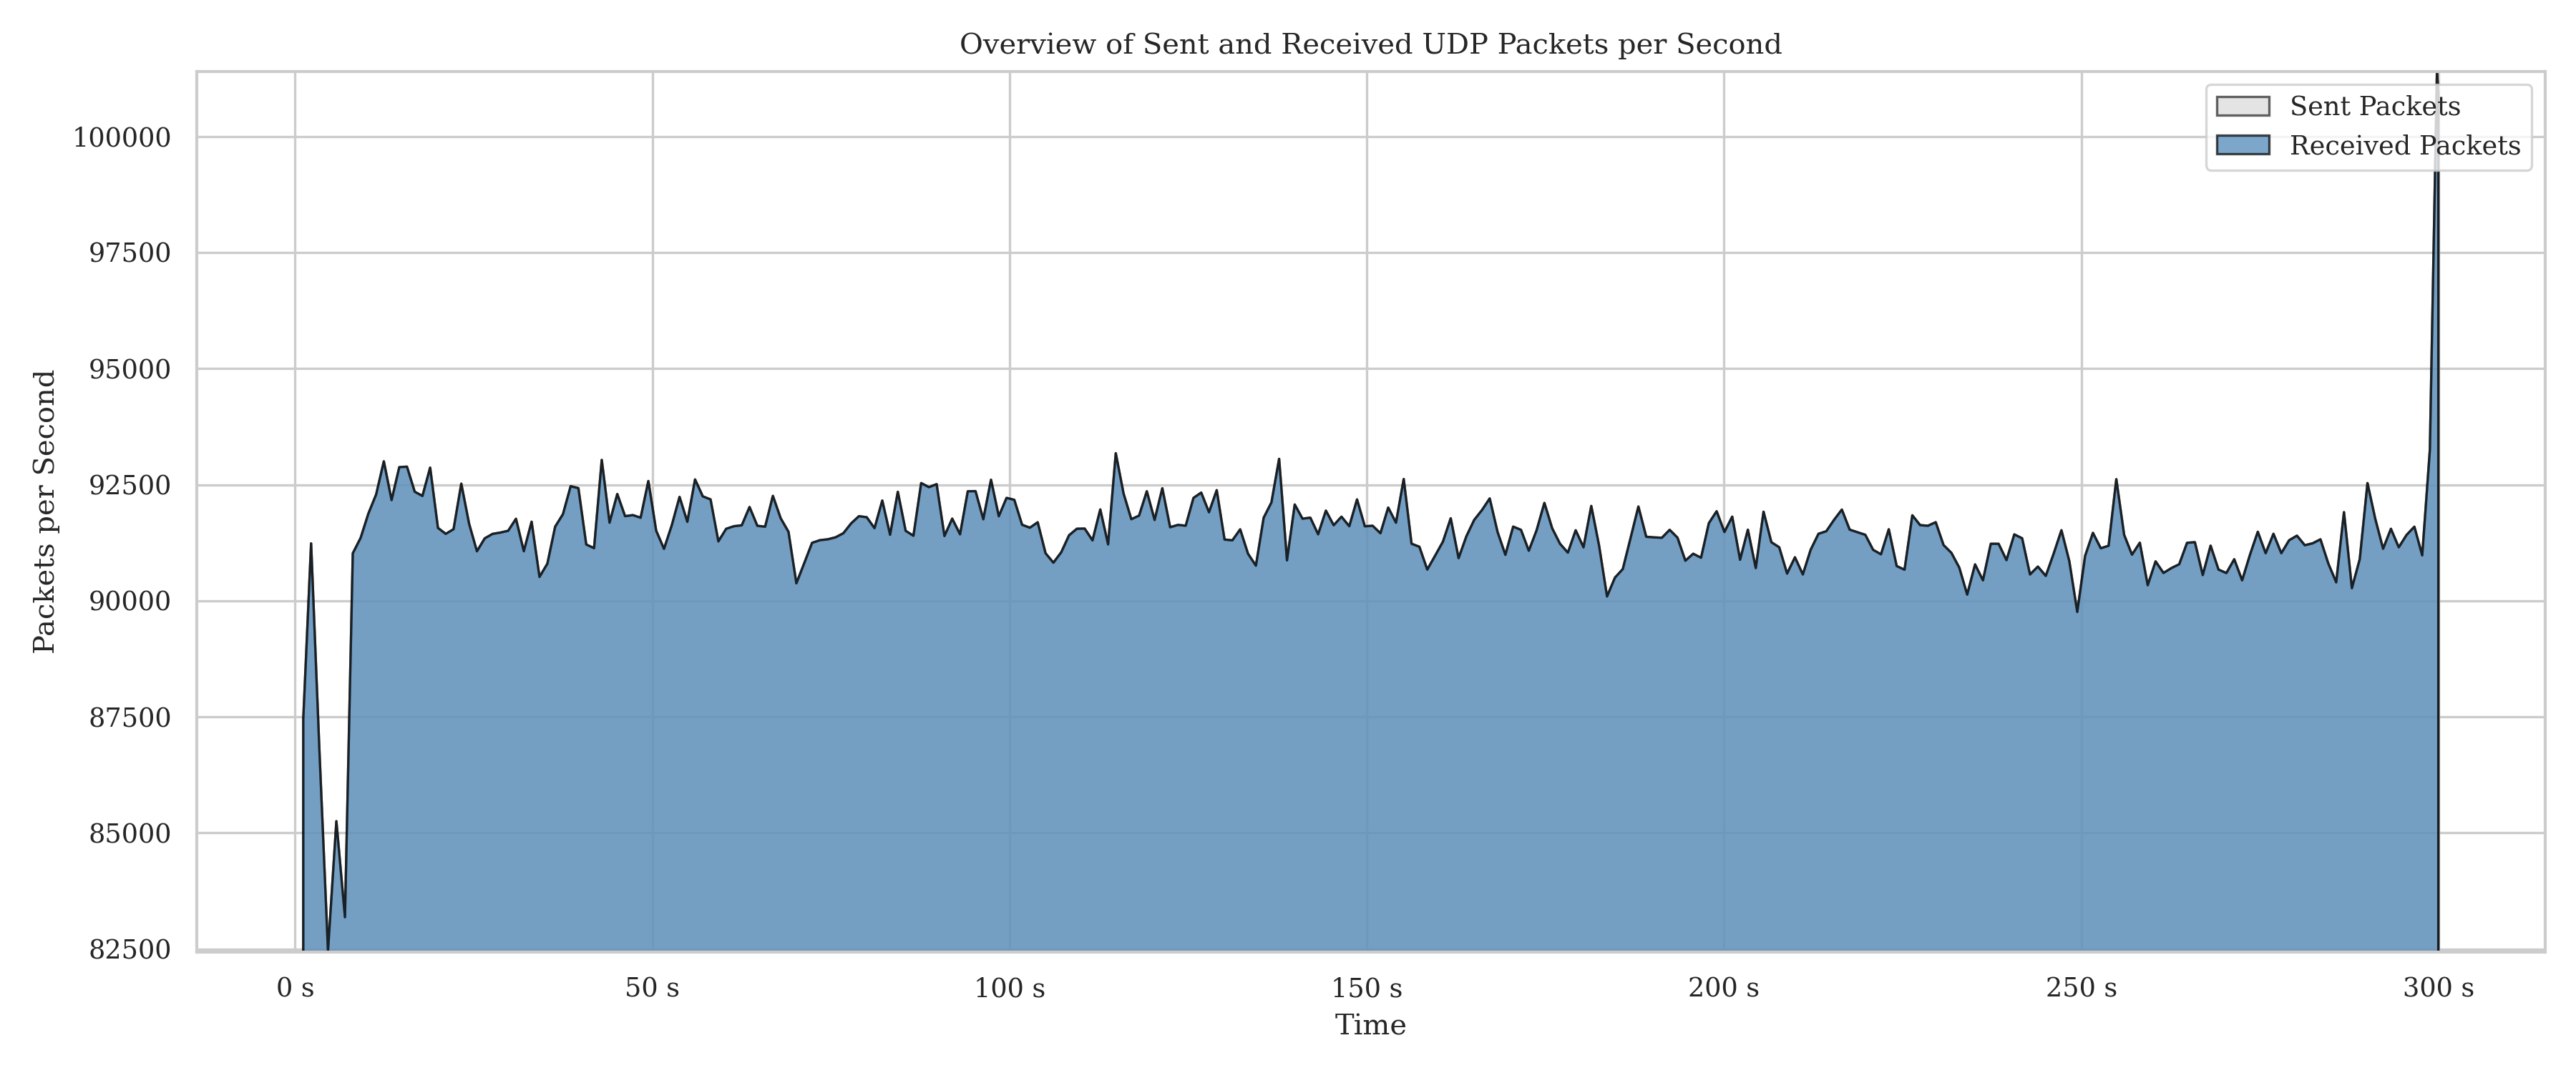 Overview of Sent and Received UDP Packets per Second
Sent Packets
Received Packets
Packets per Second
100000
97500
95000
92500
90000
87500
85000
82500
0 s
50 s
100 s
150 s
200 s
250 s
300 s
Time